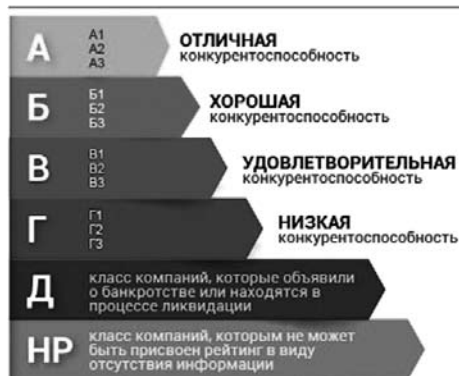 А
А1
А2
А3
ОТЛИЧНАЯ
конкурентоспособность
Б
Б1
Б2
Б3
ХОРОШАЯ
конкурентоспособность
В
В1
В2
В3
УДОВЛЕТВОРИТЕЛЬНАЯ
конкурентоспособность
Г
Г1
Г2
Г3
НИЗКАЯ
конкурентоспособность
Д
класс компаний, которые объявили
о банкротстве или находятся в
процессе ликвидации
НР
класс компаний, которым не может
быть присвоен рейтинг в виду
отсутствия информации